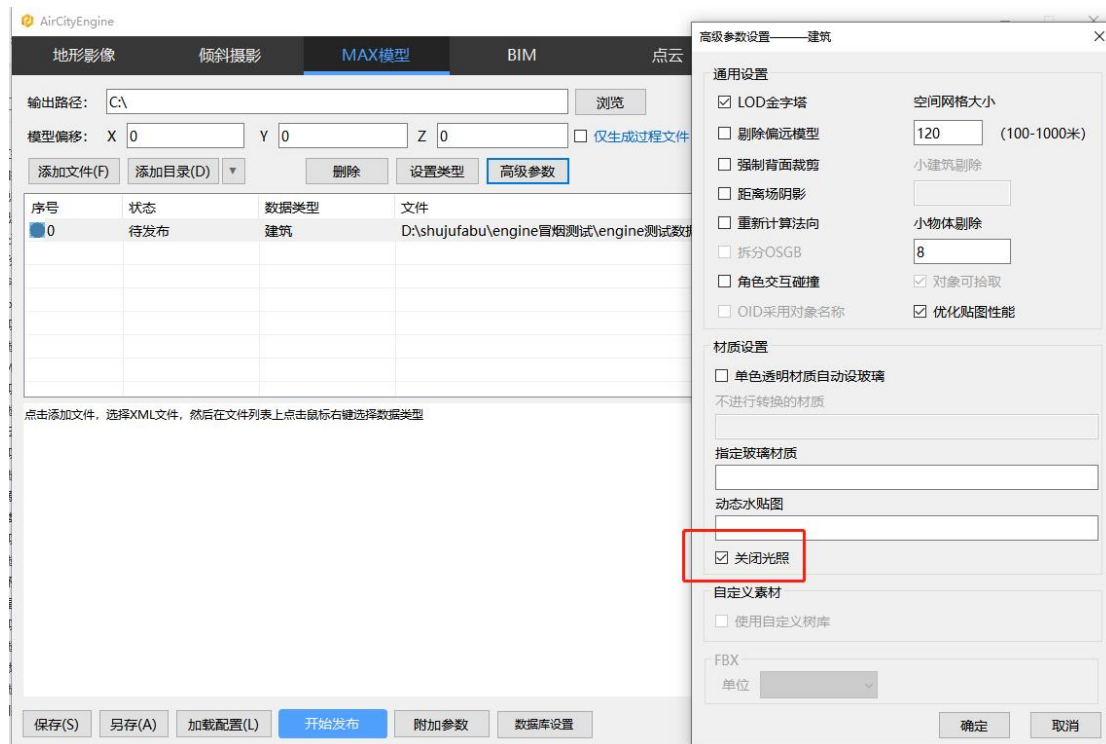 AirCityEngine
地形影像 倾斜摄影 MAX模型 BIM 点云
输出路径： C:\ 浏览
模型偏移： X 0 Y 0 Z 0 仅生成过程文件
添加文件(F) 添加目录(D) 删除 设置类型 高级参数
序号 状态 数据类型 文件
0 待发布 建筑 D:\shujufabu\engine冒烟测试\engine测试数据
点击添加文件，选择XML文件，然后在文件列表上点击鼠标右键选择数据类型
保存(S) 另存(A) 加载配置(L) 开始发布 附加参数 数据库设置
高级参数设置———建筑
通用设置
LOD金字塔 空间网格大小
剔除偏远模型 120 (100-1000米)
强制背面裁剪 小建筑剔除
距离场阴影
重新计算法向 小物体剔除
拆分OSGB 8
角色交互碰撞 对象可拾取
OID采用对象名称 优化贴图性能
材质设置
单色透明材质自动设玻璃
不进行转换的材质
指定玻璃材质
动态水贴图
关闭光照
自定义素材
使用自定义树库
FBX
单位
确定 取消